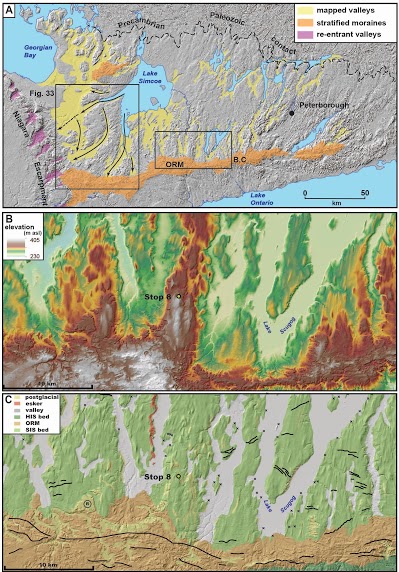 A
Precambrian
Paleozoic
contact
mapped valleys
stratified moraines
re-entrant valleys
Georgian
Bay
Fig. 33
Lake
Simcoe
Peterborough
Niagara
Escarpment
ORM
B.C
Lake
Ontario
0 50
km
B
elevation
(m asl)
405
230
Stop 8
Lake
Scugog
10 km
C
postglacial
esker
valley
HIS bed
ORM
SIS bed
Stop 8
Lake
Scugog
10 km